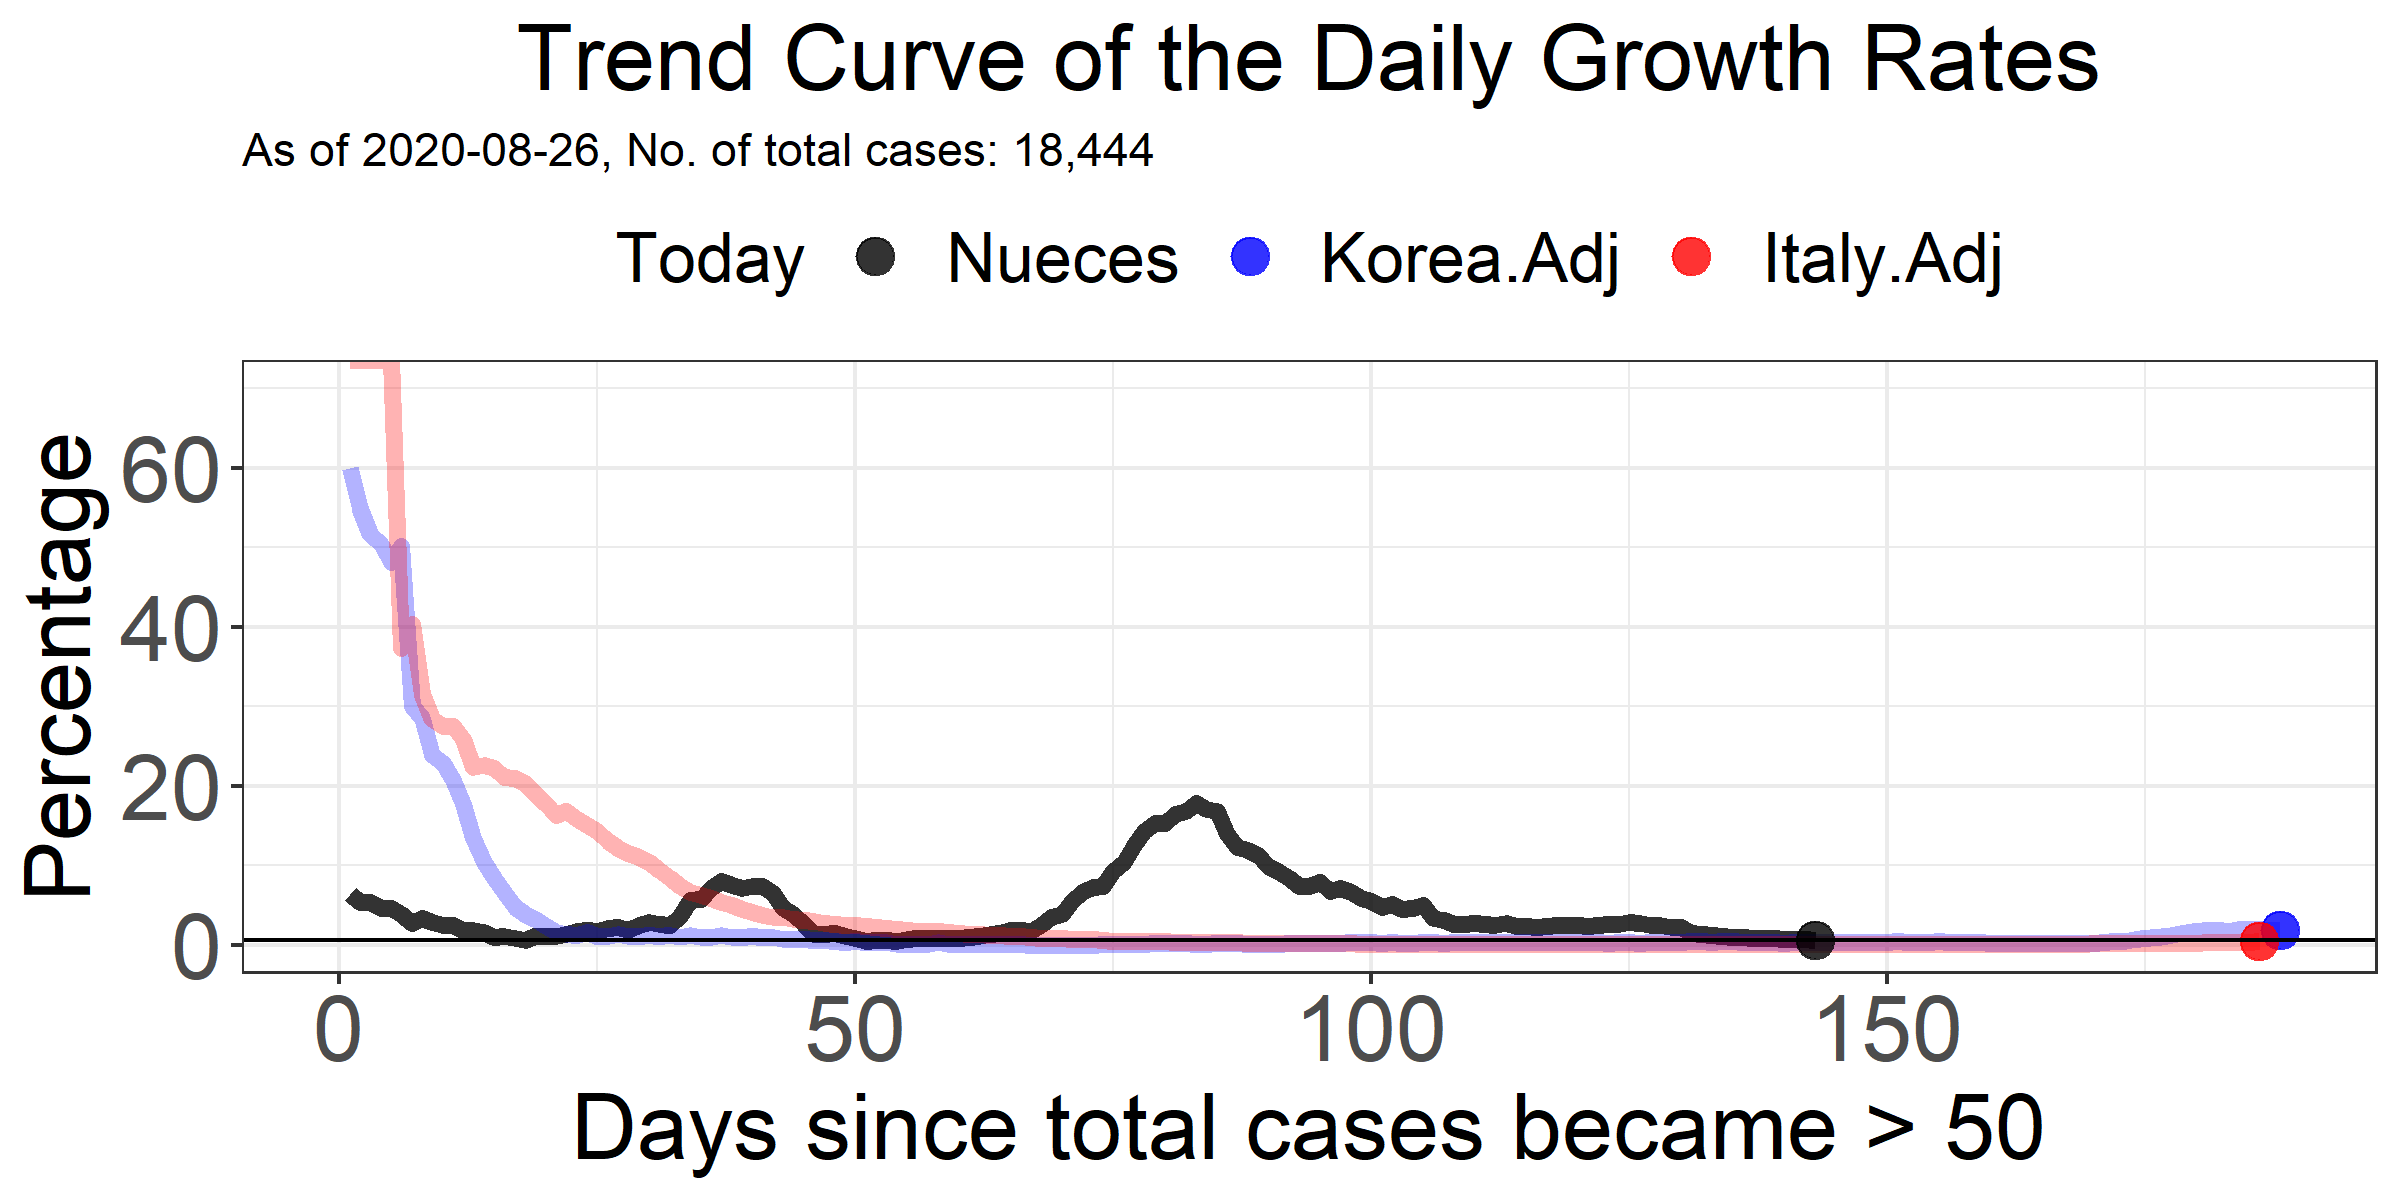 Trend Curve of the Daily Growth Rates
As of 2020-08-26, No. of total cases: 18,444
Today Nueces Korea.Adj Italy.Adj
Percentage
60
40
20
0
0 50 100 150
Days since total cases became > 50